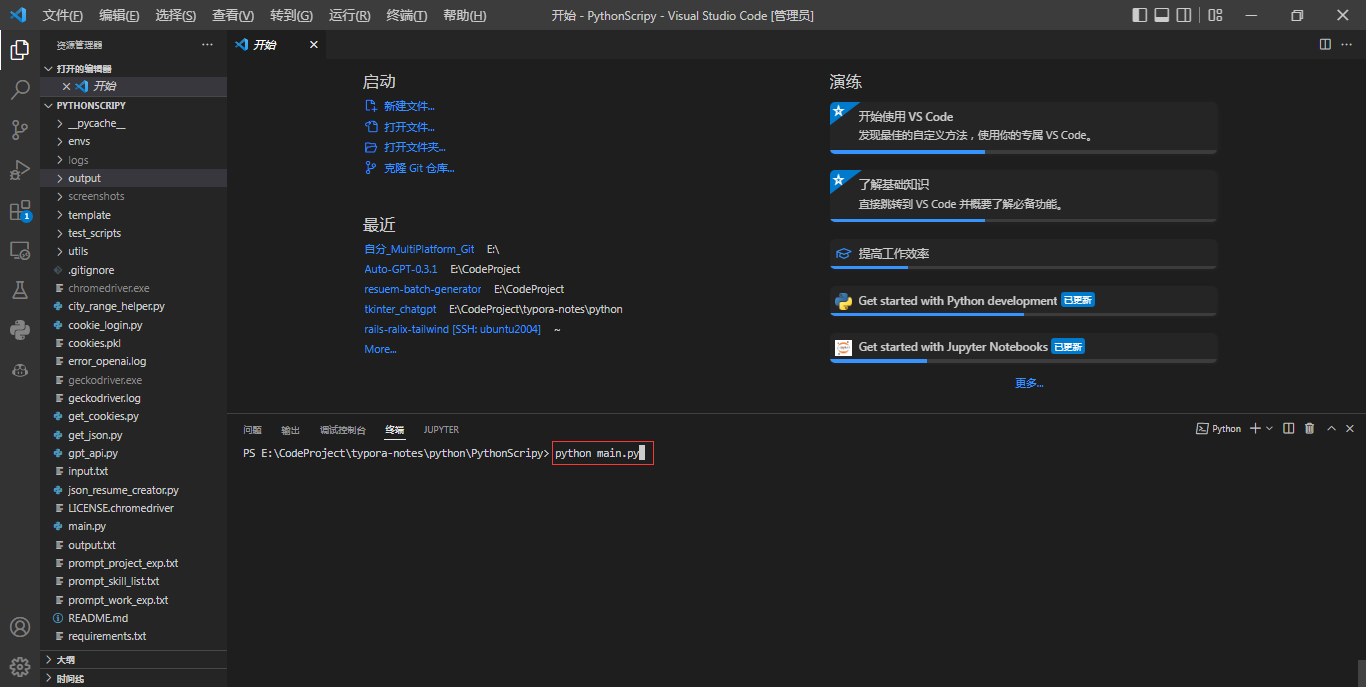 文件(F) 编辑(E) 选择(S) 查看(V) 转到(G) 运行(R) 终端(T) 帮助(H) 开始 - PythonScripy - Visual Studio Code [管理员]
资源管理器
打开的编辑器
开始
PYTHONSCRIPY
__pycache__
envs
logs
output
screenshots
template
test_scripts
utils
.gitignore
chromedriver.exe
city_range_helper.py
cookie_login.py
cookies.pkl
error_openai.log
geckodriver.exe
geckodriver.log
get_cookies.py
get_json.py
gpt_api.py
input.txt
json_resume_creator.py
LICENSE.chromedriver
main.py
output.txt
prompt_project_exp.txt
prompt_skill_list.txt
prompt_work_exp.txt
README.md
requirements.txt
大纲
时间线
1
开始
启动
新建文件...
打开文件...
打开文件夹...
克隆 Git 仓库...
最近
自分_MultiPlatform_Git E:\
Auto-GPT-0.3.1 E:\CodeProject
resuem-batch-generator E:\CodeProject
tkinter_chatgpt E:\CodeProject\typora-notes\python
rails-ralix-tailwind [SSH: ubuntu2004] ~
More...
演练
开始使用 VS Code
发现最佳的自定义方法，使用你的专属 VS Code。
了解基础知识
直接跳转到 VS Code 并概要了解必备功能。
提高工作效率
Get started with Python development 已更新
Get started with Jupyter Notebooks 已更新
更多...
问题 输出 调试控制台 终端 JUPYTER Python
PS E:\CodeProject\typora-notes\python\PythonScripy> python main.py